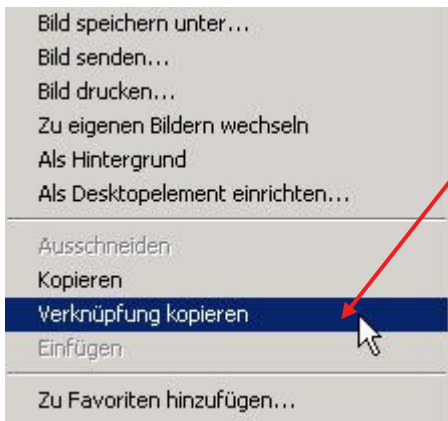 Bild speichern unter...
Bild senden...
Bild drucken...
Zu eigenen Bildern wechseln
Als Hintergrund
Als Desktopelement einrichten...
Ausschneiden
Kopieren
Verknüpfung kopieren
Einfügen
Zu Favoriten hinzufügen...